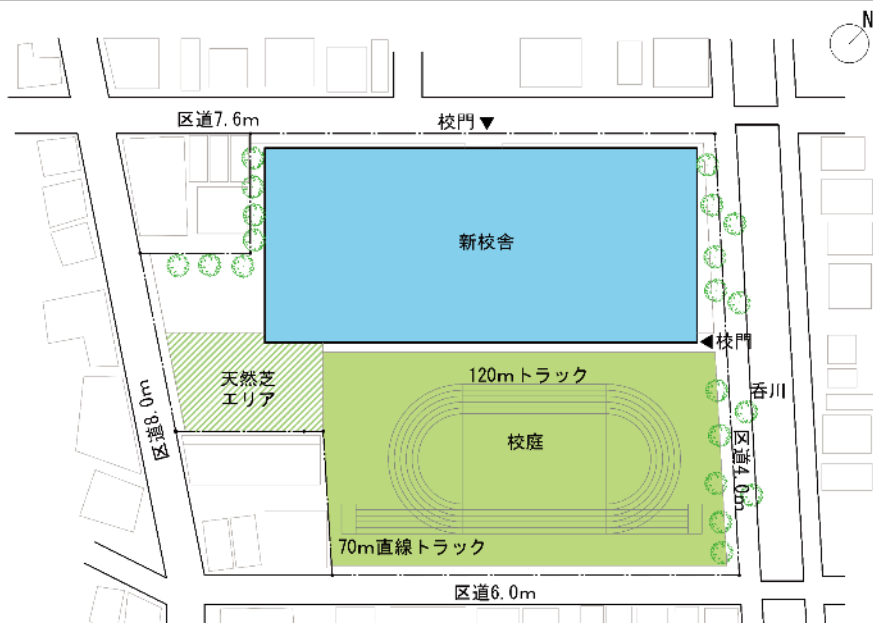 N
区道7.6m
校門▼
新校舎
◀校門
天然芝
エリア
120mトラック
呑川
区道8.0m
校庭
区道4.0m
70m直線トラック
区道6.0m